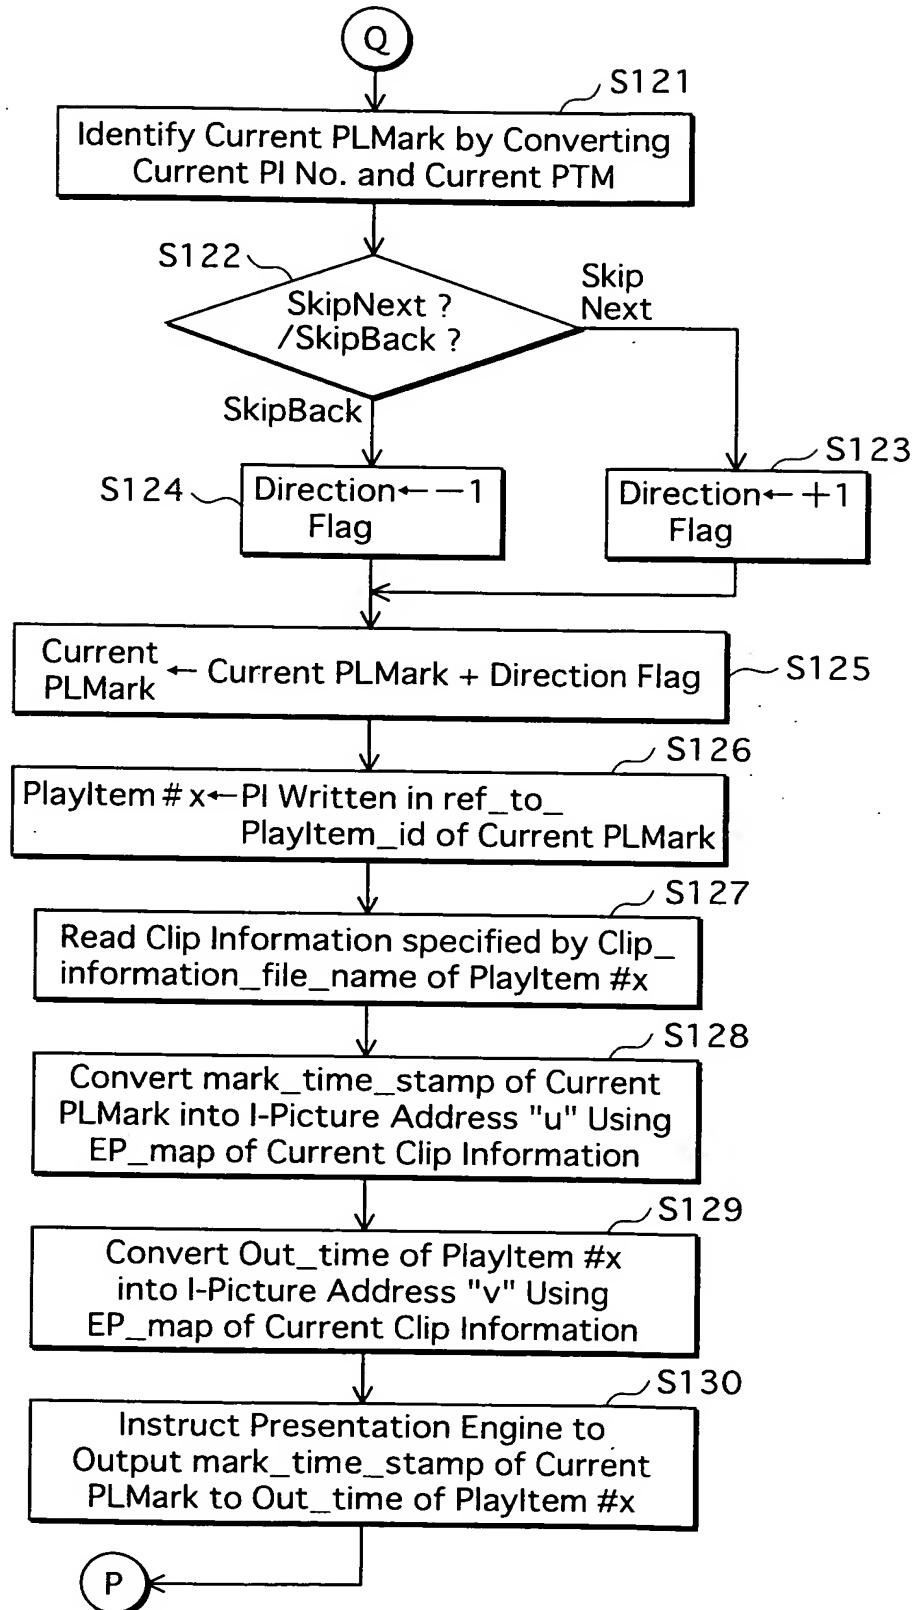 Q
S121
Identify Current PLMark by Converting
Current PI No. and Current PTM
S122
SkipNext ?
/SkipBack ?
Skip
Next
SkipBack
S124
Direction←−1
Flag
S123
Direction←+1
Flag
Current
PLMark ← Current PLMark + Direction Flag
S125
S126
PlayItem # x←PI Written in ref_to_
PlayItem_id of Current PLMark
S127
Read Clip Information specified by Clip_
information_file_name of PlayItem #x
S128
Convert mark_time_stamp of Current
PLMark into I-Picture Address "u" Using
EP_map of Current Clip Information
S129
Convert Out_time of PlayItem #x
into I-Picture Address "v" Using
EP_map of Current Clip Information
S130
Instruct Presentation Engine to
Output mark_time_stamp of Current
PLMark to Out_time of PlayItem #x
P